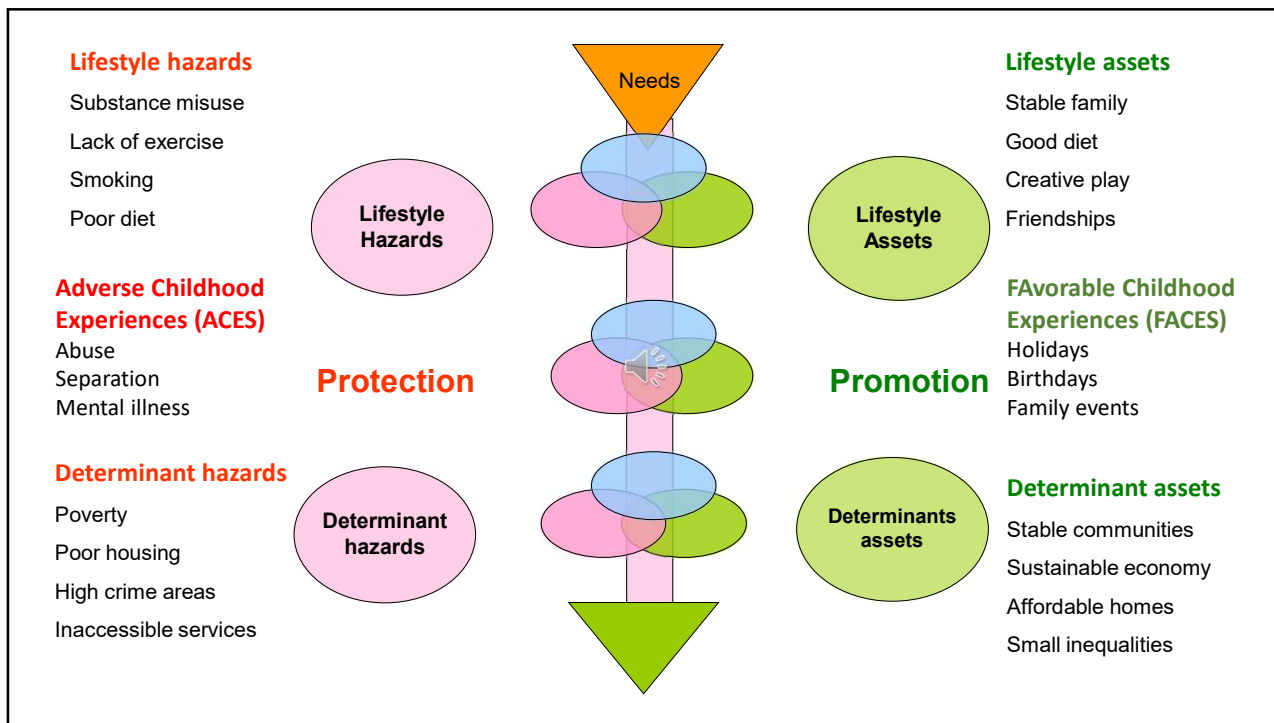 Lifestyle hazards
Substance misuse
Lack of exercise
Smoking
Poor diet
Adverse Childhood
Experiences (ACES)
Abuse
Separation
Mental illness
Determinant hazards
Poverty
Poor housing
High crime areas
Inaccessible services
Lifestyle
Hazards
Protection
Determinant
hazards
Needs
Lifestyle
Assets
Promotion
Determinants
assets
Lifestyle assets
Stable family
Good diet
Creative play
Friendships
FAvorable Childhood
Experiences (FACES)
Holidays
Birthdays
Family events
Determinant assets
Stable communities
Sustainable economy
Affordable homes
Small inequalities